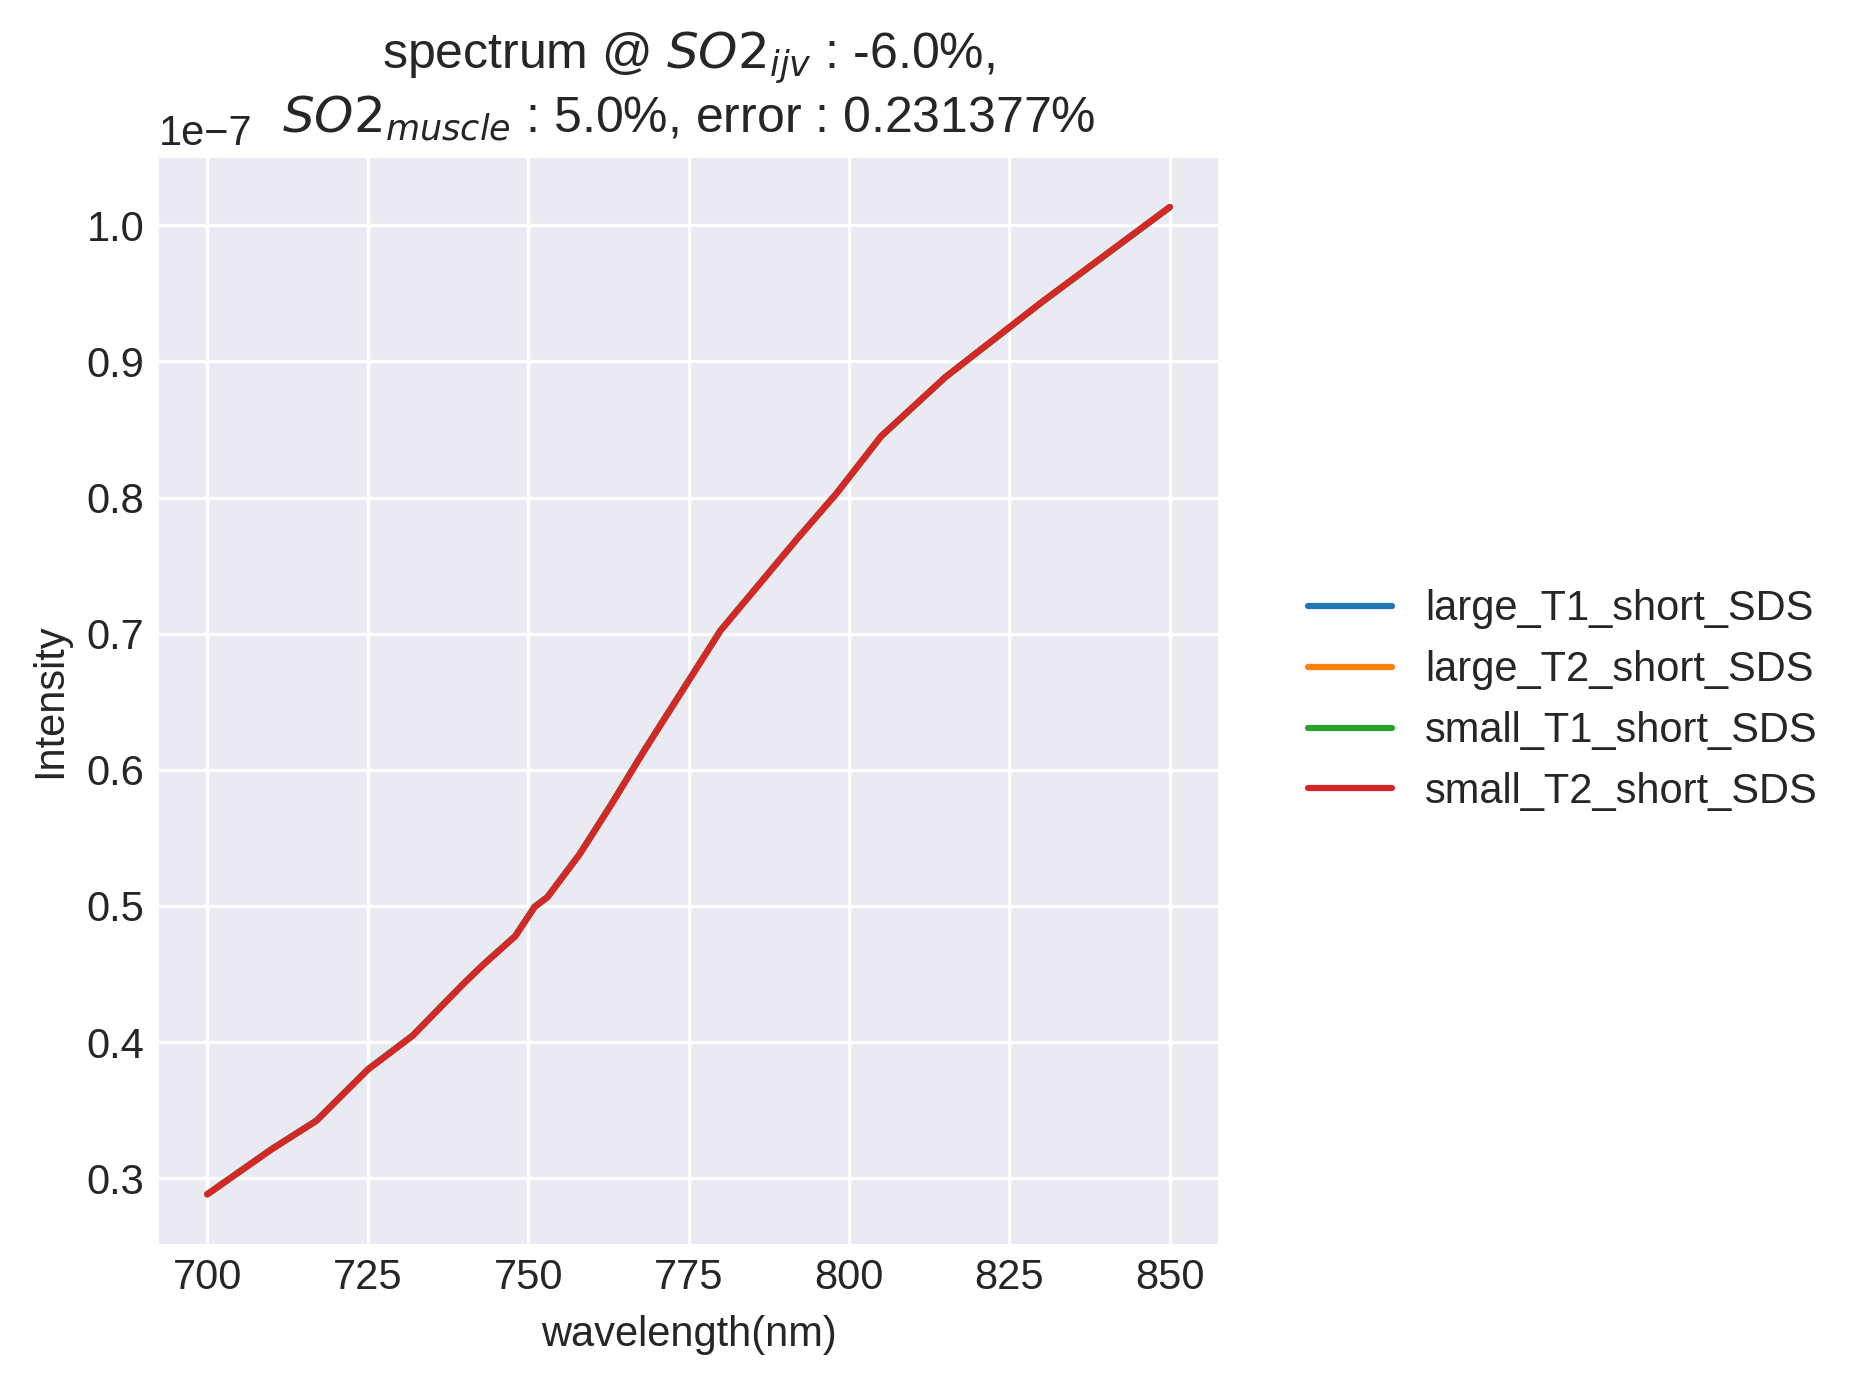 spectrum @ SO2ijv : -6.0%,
SO2muscle : 5.0%, error : 0.231377%
1e−7
1.0
0.9
0.8
0.7
0.6
0.5
0.4
0.3
Intensity
700 725 750 775 800 825 850
wavelength(nm)
large_T1_short_SDS
large_T2_short_SDS
small_T1_short_SDS
small_T2_short_SDS